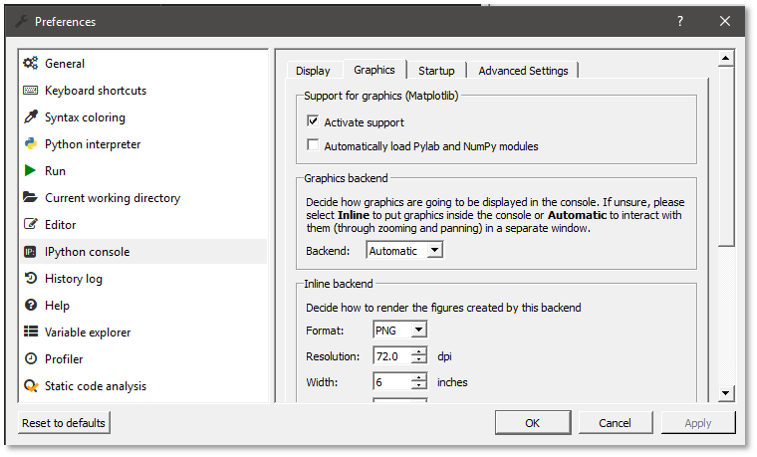 Preferences
?
General
Keyboard shortcuts
Syntax coloring
Python interpreter
Run
Current working directory
Editor
IP: IPython console
History log
Help
Variable explorer
Profiler
Static code analysis
Display Graphics Startup Advanced Settings
Support for graphics (Matplotlib)
Activate support
Automatically load Pylab and NumPy modules
Graphics backend
Decide how graphics are going to be displayed in the console. If unsure, please
select Inline to put graphics inside the console or Automatic to interact with
them (through zooming and panning) in a separate window.
Backend: Automatic
Inline backend
Decide how to render the figures created by this backend
Format: PNG
Resolution: 72.0 dpi
Width: 6 inches
Reset to defaults
OK Cancel Apply